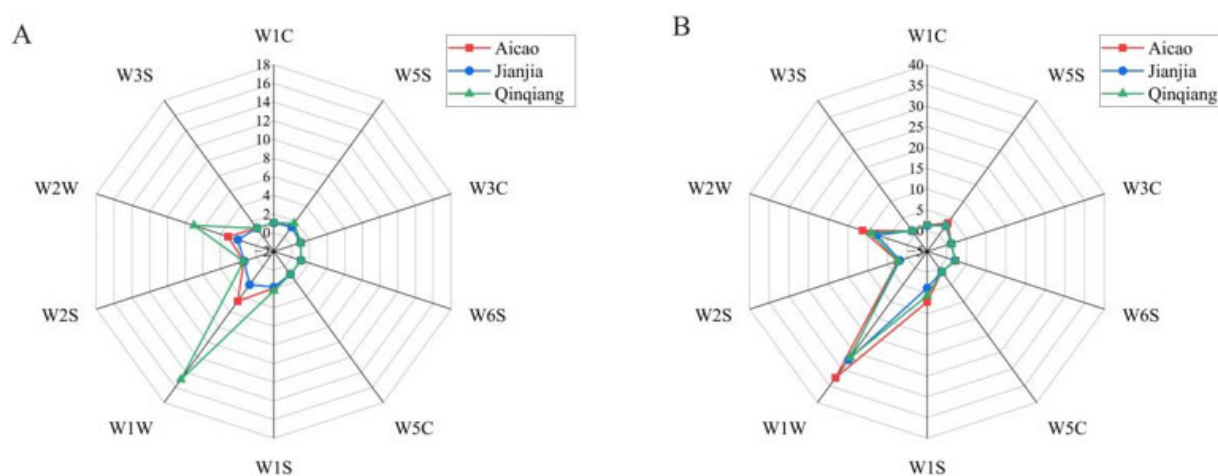 A
W1C
W5S
W3C
W6S
W5C
W1S
W1W
W2S
W2W
W3S
18
16
14
12
10
8
6
4
2
0
-2
Aicao
Jianjia
Qinqiang
B
W1C
W5S
W3C
W6S
W5C
W1S
W1W
W2S
W2W
W3S
40
35
30
25
20
15
10
5
0
Aicao
Jianjia
Qinqiang